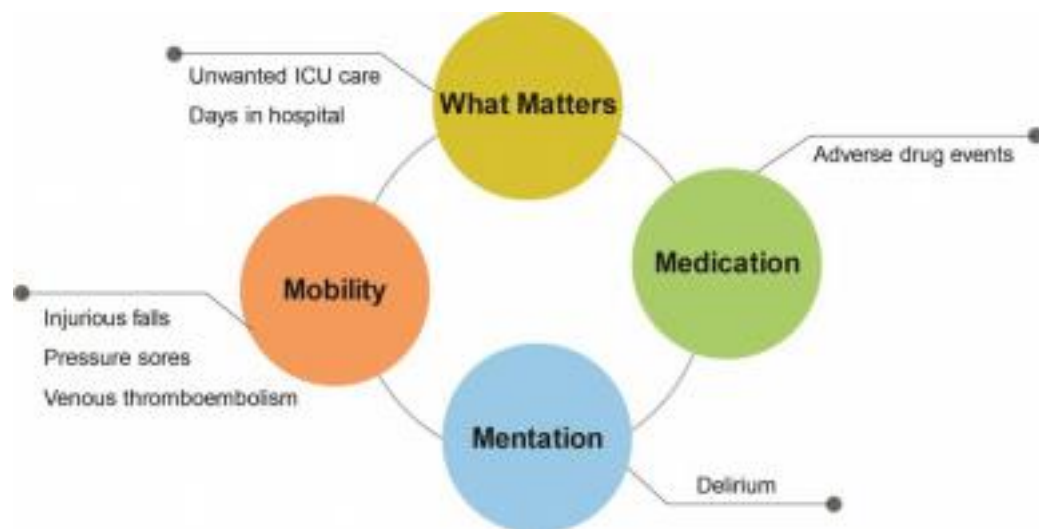 Unwanted ICU care
Days in hospital
What Matters
Adverse drug events
Medication
Mobility
Injurious falls
Pressure sores
Venous thromboembolism
Mentation
Delirium